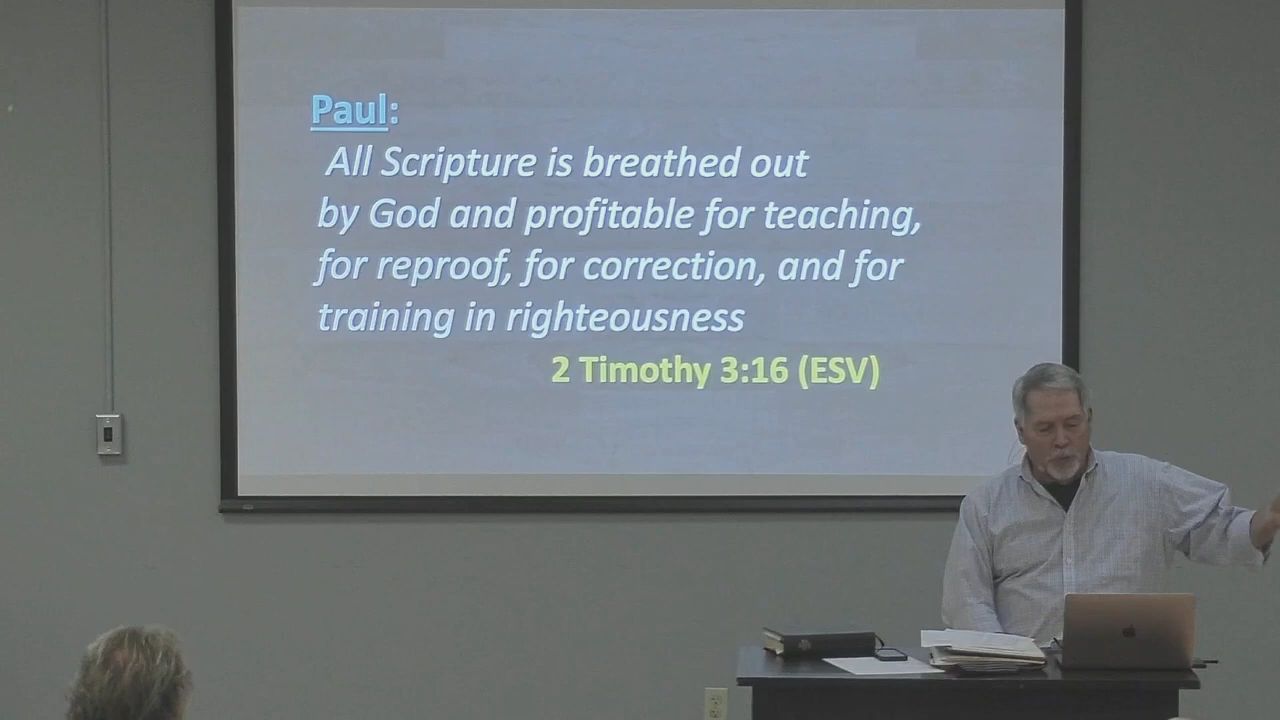 Paul:
All Scripture is breathed out
by God and profitable for teaching,
for reproof, for correction, and for
training in righteousness
2 Timothy 3:16 (ESV)